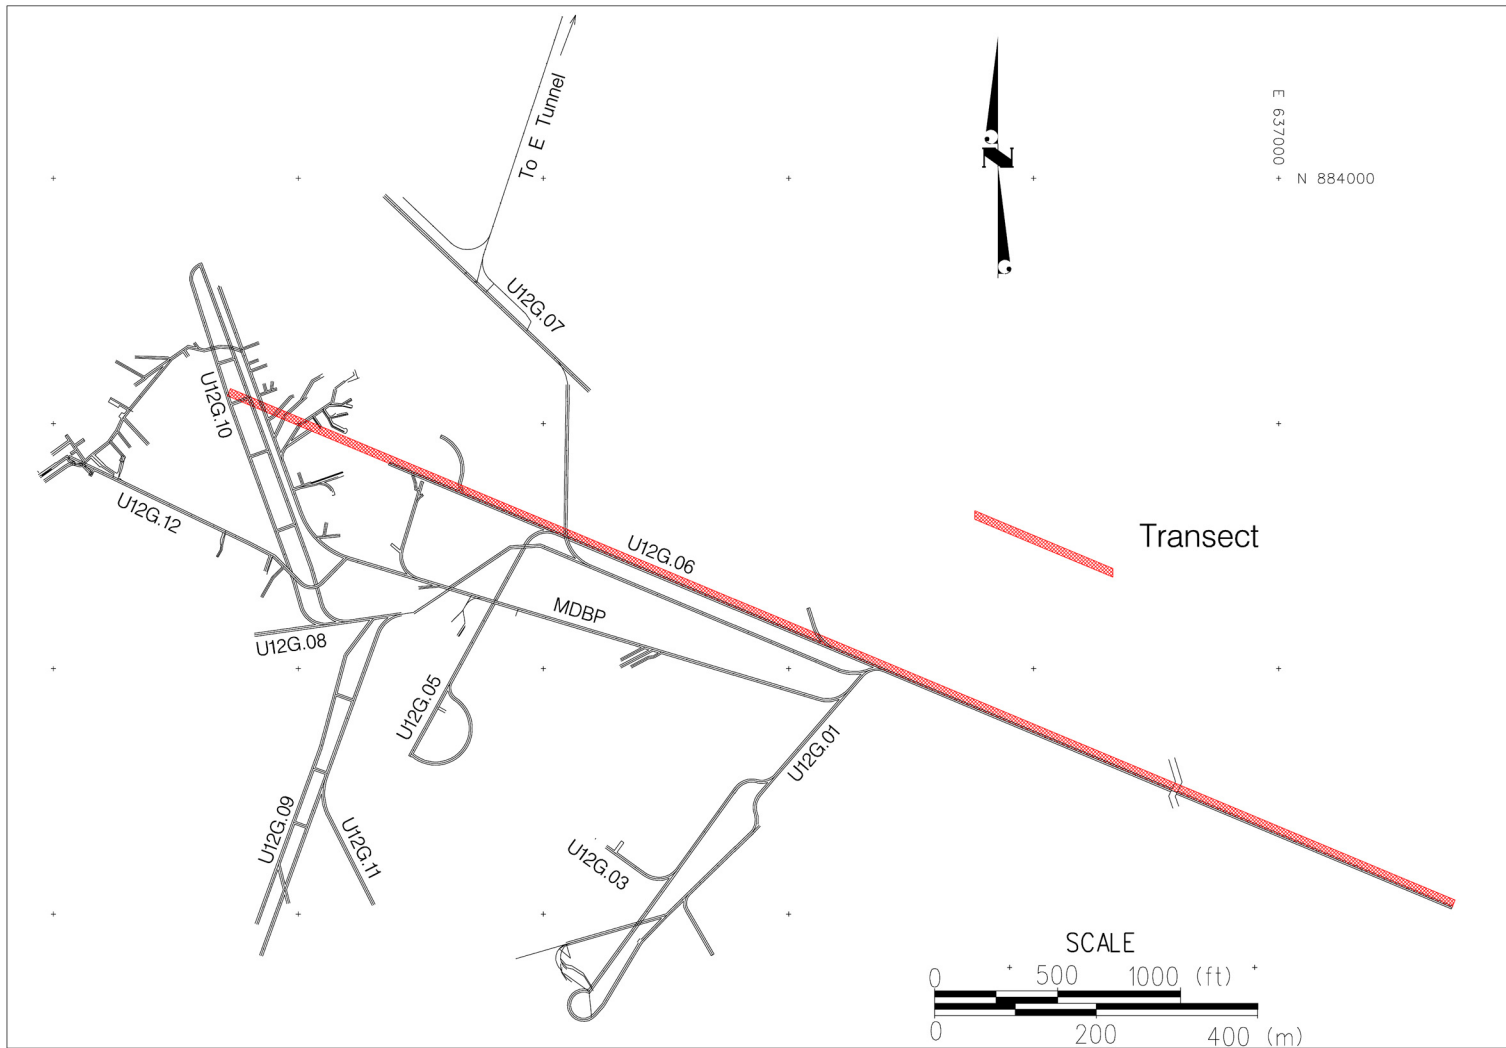 To E Tunnel
N
E 637000
N 884000
U12G.07
U12G.10
U12G.12
U12G.06
Transect
MDBP
U12G.08
U12G.05
U12G.01
U12G.09
U12G.11
U12G.03
SCALE
0 500 1000 (ft)
0 200 400 (m)